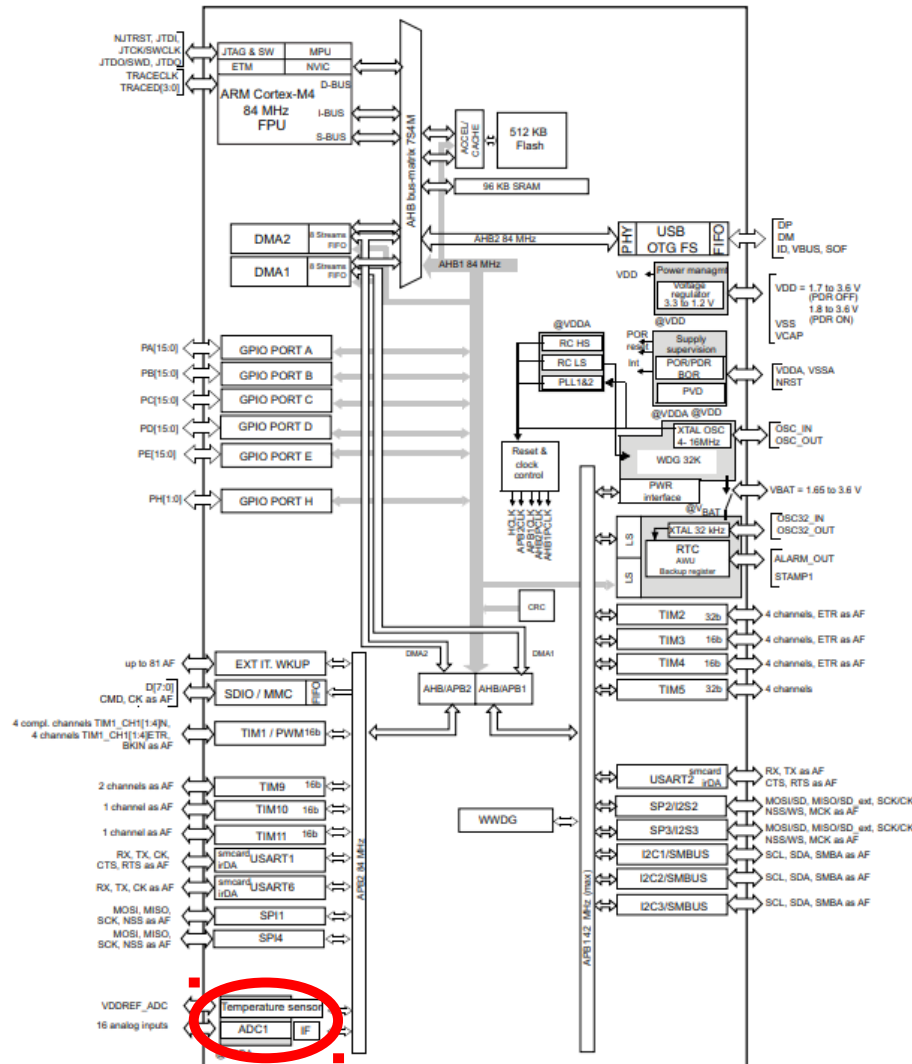 NJTRST, JTDI,
JTCK/SWCLK
JTDO/SWD, JTDO
TRACECLK
TRACED[3:0]
JTAG & SW
MPU
ETM
NVIC
D-BUS
ARM Cortex-M4
84 MHz
FPU
I-BUS
S-BUS
AHB bus-matrix 7S4M
ACCEL/
CACHE
512 KB
Flash
96 KB SRAM
DMA2
8 Streams
FIFO
DMA1
8 Streams
FIFO
AHB2 84 MHz
AHB1 84 MHz
PHY
USB
OTG FS
FIFO
DP
DM
ID, VBUS, SOF
VDD
Power managmt
Voltage
regulator
3.3 to 1.2 V
@VDD
VDD = 1.7 to 3.6 V
(PDR OFF)
1.8 to 3.6 V
(PDR ON)
VSS
VCAP
@VDDA
RC HS
RC LS
PLL1&2
POR
reset
Int
Supply
supervision
POR/PDR
BOR
PVD
VDDA, VSSA
NRST
@VDDA @VDD
XTAL OSC
4- 16MHz
WDG 32K
OSC_IN
OSC_OUT
PWR
interface
VBAT = 1.65 to 3.6 V
@VBAT
XTAL 32 kHz
OSC32_IN
OSC32_OUT
LS
LS
RTC
AWU
Backup register
ALARM_OUT
STAMP1
Reset &
clock
control
HCLK
APB2CLK
APB1CLK
AHB2PCLK
AHB1PCLK
PA[15:0]
GPIO PORT A
PB[15:0]
GPIO PORT B
PC[15:0]
GPIO PORT C
PD[15:0]
GPIO PORT D
PE[15:0]
GPIO PORT E
PH[1:0]
GPIO PORT H
CRC
DMA2
DMA1
AHB/APB2
AHB/APB1
TIM2 32b
4 channels, ETR as AF
TIM3 16b
4 channels, ETR as AF
TIM4 16b
4 channels, ETR as AF
TIM5 32b
4 channels
up to 81 AF
EXT IT. WKUP
D[7:0]
CMD, CK as AF
SDIO / MMC
FIFO
4 compl. channels TIM1_CH1[1:4]N,
4 channels TIM1_CH1[1:4]ETR,
BKIN as AF
TIM1 / PWM 16b
2 channels as AF
TIM9 16b
1 channel as AF
TIM10 16b
1 channel as AF
TIM11 16b
RX, TX, CK,
CTS, RTS as AF
smcard
irDA
USART1
RX, TX, CK as AF
smcard
irDA
USART6
MOSI, MISO,
SCK, NSS as AF
SPI1
MOSI, MISO,
SCK, NSS as AF
SPI4
APB2 84 MHz
WWDG
APB1 42 MHz (max)
USART2
smcard
irDA
RX, TX as AF
CTS, RTS as AF
SP2/I2S2
MOSI/SD, MISO/SD_ext, SCK/CK
NSS/WS, MCK as AF
SP3/I2S3
MOSI/SD, MISO/SD_ext, SCK/CK
NSS/WS, MCK as AF
I2C1/SMBUS
SCL, SDA, SMBA as AF
I2C2/SMBUS
SCL, SDA, SMBA as AF
I2C3/SMBUS
SCL, SDA, SMBA as AF
VDDREF_ADC
Temperature sensor
16 analog inputs
ADC1
IF